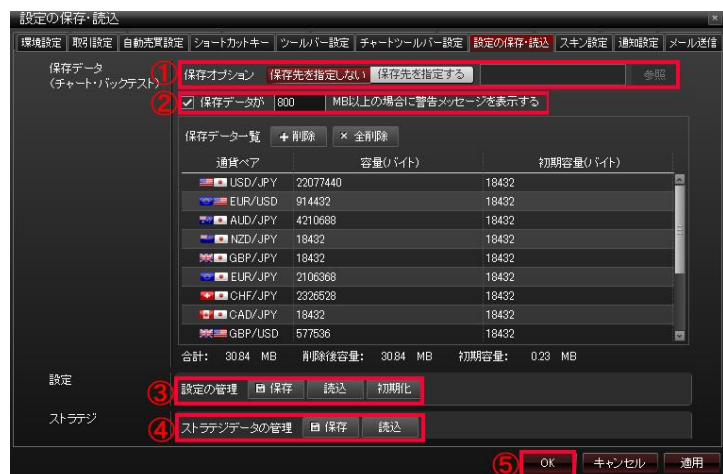 設定の保存・読込
環境設定 取引設定 自動売買設定 ショートカットキー ツールバー設定 チャートツールバー設定 設定の保存・読込 スキン設定 通知設定 メール送信
保存データ
(チャート・バックテスト)
① 保存オプション 保存先を指定しない 保存先を指定する 参照
② 保存データが 800 MB以上の場合に警告メッセージを表示する
保存データ一覧 +削除 × 全削除
通貨ペア 容量(バイト) 初期容量(バイト)
USD/JPY 22077440 18432
EUR/USD 914432 18432
AUD/JPY 4210688 18432
NZD/JPY 18432 18432
GBP/JPY 18432 18432
EUR/JPY 2106368 18432
CHF/JPY 2326528 18432
CAD/JPY 18432 18432
GBP/USD 577536 18432
合計: 30.84 MB 削除後容量: 30.84 MB 初期容量: 0.23 MB
設定
③ 設定の管理 保存 読込 初期化
ストラテジ
④ ストラテジデータの管理 保存 読込
⑤ OK キャンセル 適用